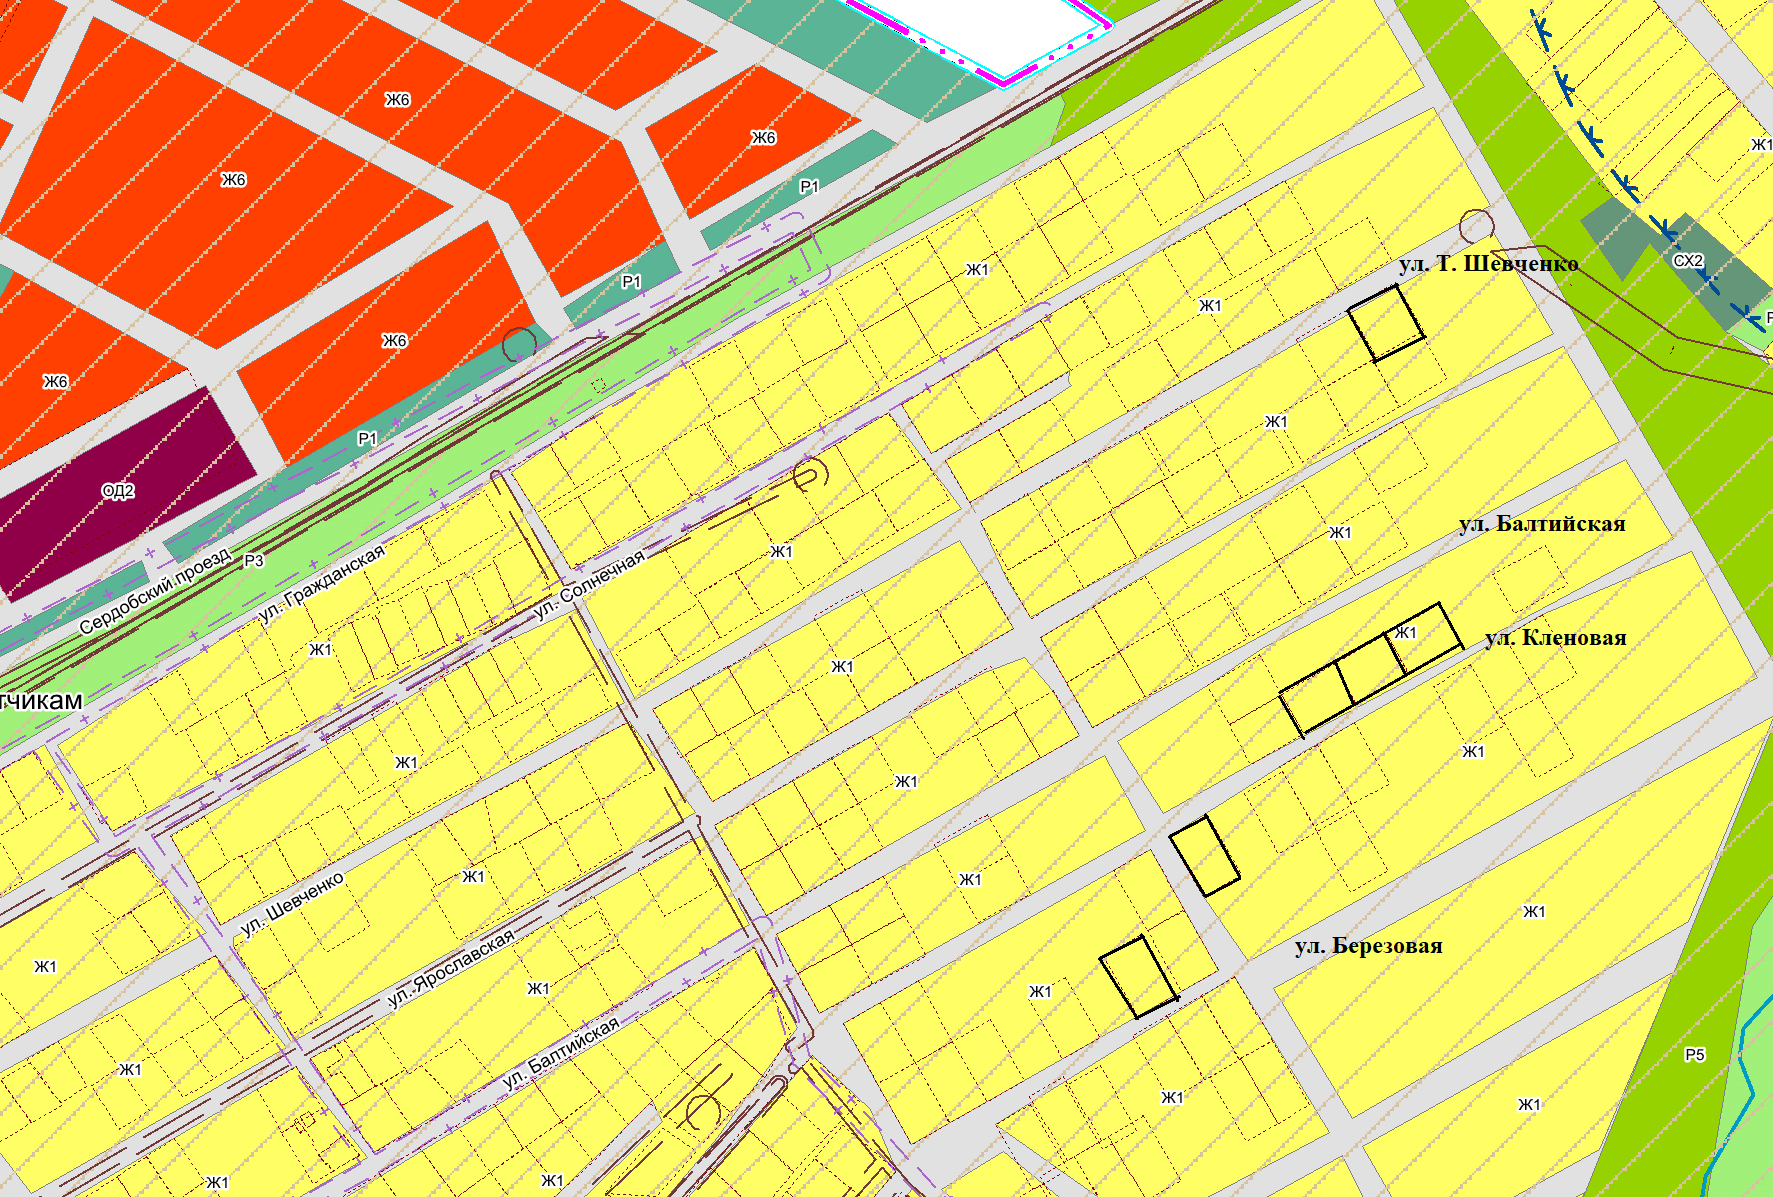 Ж6
Ж6
Ж1
Ж6
Р1
ул. Т. Шевченко
СХ2
Ж1
Р1
Ж1
Ж6
Ж6
Р1
Ж1
ОД2
ул. Балтийская
Ж1
Ж1
Р3
Сердобский проезд
ул. Гражданская
ул. Солнечная
Ж1
ул. Кленовая
Ж1
Ж1
тчикам
Ж1
Ж1
Ж1
Ж1
Ж1
ул. Шевченко
Ж1
ул. Березовая
ул. Ярославская
Ж1
Ж1
Ж1
ул. Балтийская
Р5
Ж1
Ж1
Ж1
Ж1
Ж1